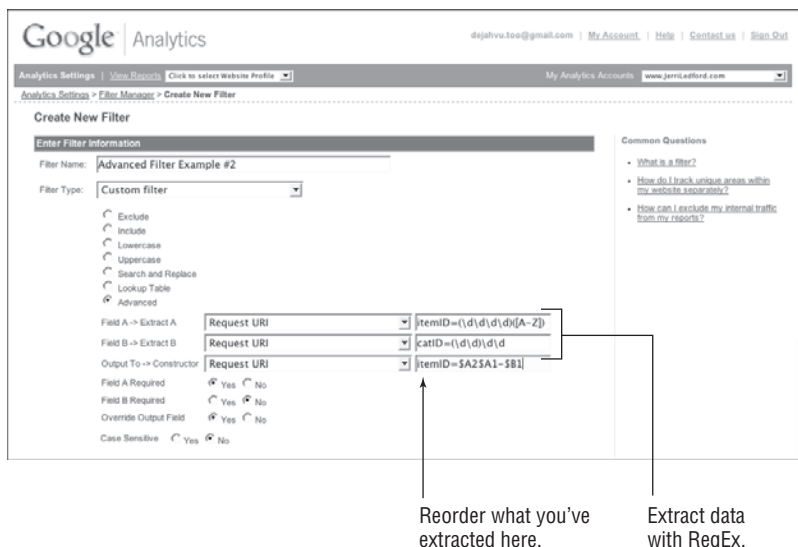 Google Analytics
dejahvu.too@gmail.com | My Account | Help | Contact us | Sign Out
Analytics Settings | View Reports Click to select Website Profile My Analytics Accounts www.JerriLedford.com
Analytics Settings > Filter Manager > Create New Filter
Create New Filter
Enter Filter Information
Filter Name: Advanced Filter Example #2
Filter Type: Custom filter
Exclude
Include
Lowercase
Uppercase
Search and Replace
Lookup Table
Advanced
Field A -> Extract A Request URI itemID=(\d\d\d\d)([A-Z])
Field B -> Extract B Request URI catID=(\d\d)\d\d
Output To -> Constructor Request URI itemID=$A2$A1-$B1
Field A Required Yes No
Field B Required Yes No
Override Output Field Yes No
Case Sensitive Yes No
Common Questions
What is a filter?
How do I track unique areas within
my website separately?
How can I exclude my internal traffic
from my reports?
Reorder what you've
extracted here.
Extract data
with RegEx.